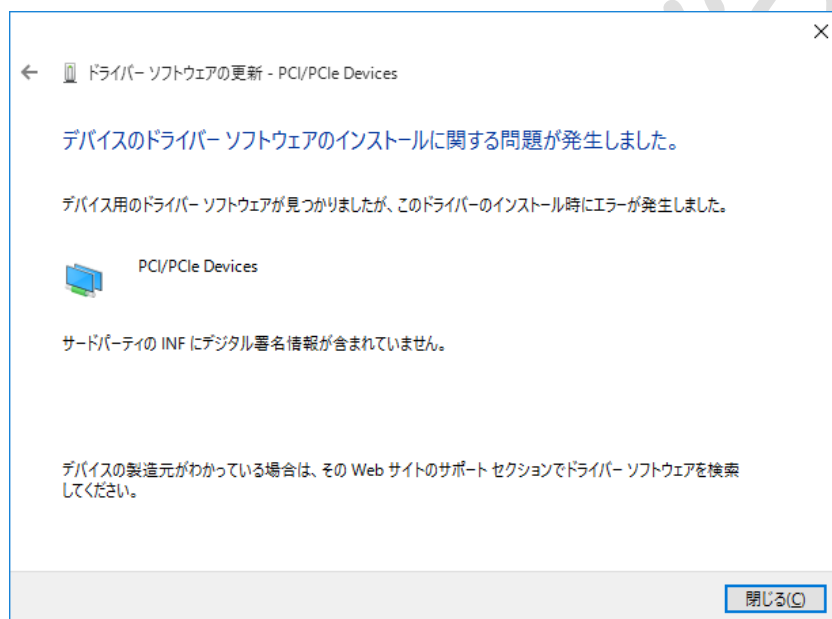 ドライバー ソフトウェアの更新 - PCI/PCIe Devices
デバイスのドライバー ソフトウェアのインストールに関する問題が発生しました。
デバイス用のドライバー ソフトウェアが見つかりましたが、このドライバーのインストール時にエラーが発生しました。
PCI/PCIe Devices
サードパーティの INF にデジタル署名情報が含まれていません。
デバイスの製造元がわかっている場合は、その Web サイトのサポート セクションでドライバー ソフトウェアを検索
してください。
閉じる(C)